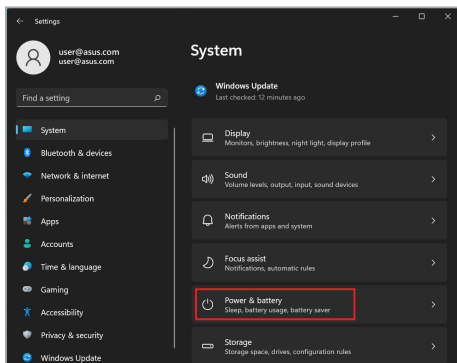 Settings
user@asus.com
user@asus.com
Find a setting
System
Bluetooth & devices
Network & internet
Personalization
Apps
Accounts
Time & language
Gaming
Accessibility
Privacy & security
Windows Update
System
Windows Update
Last checked: 12 minutes ago
Display
Monitors, brightness, night light, display profile
Sound
Volume levels, output, input, sound devices
Notifications
Alerts from apps and system
Focus assist
Notifications, automatic rules
Power & battery
Sleep, battery usage, battery saver
Storage
Storage space, drives, configuration rules